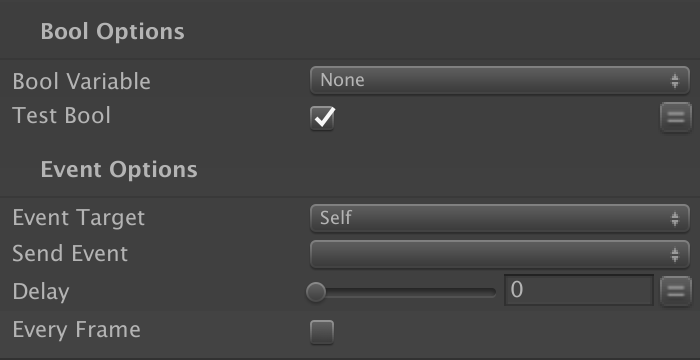 Bool Options
Bool Variable None
Test Bool
Event Options
Event Target Self
Send Event
Delay 0
Every Frame